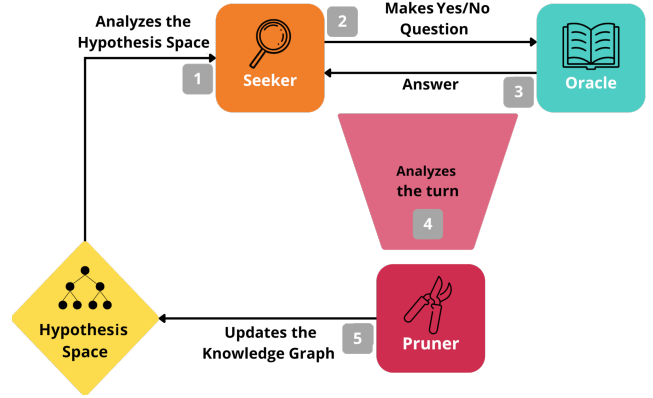 Analyzes the
Hypothesis Space
1
Seeker
2
Makes Yes/No
Question
Answer
3
Oracle
Analyzes
the turn
4
Pruner
5
Updates the
Knowledge Graph
Hypothesis
Space